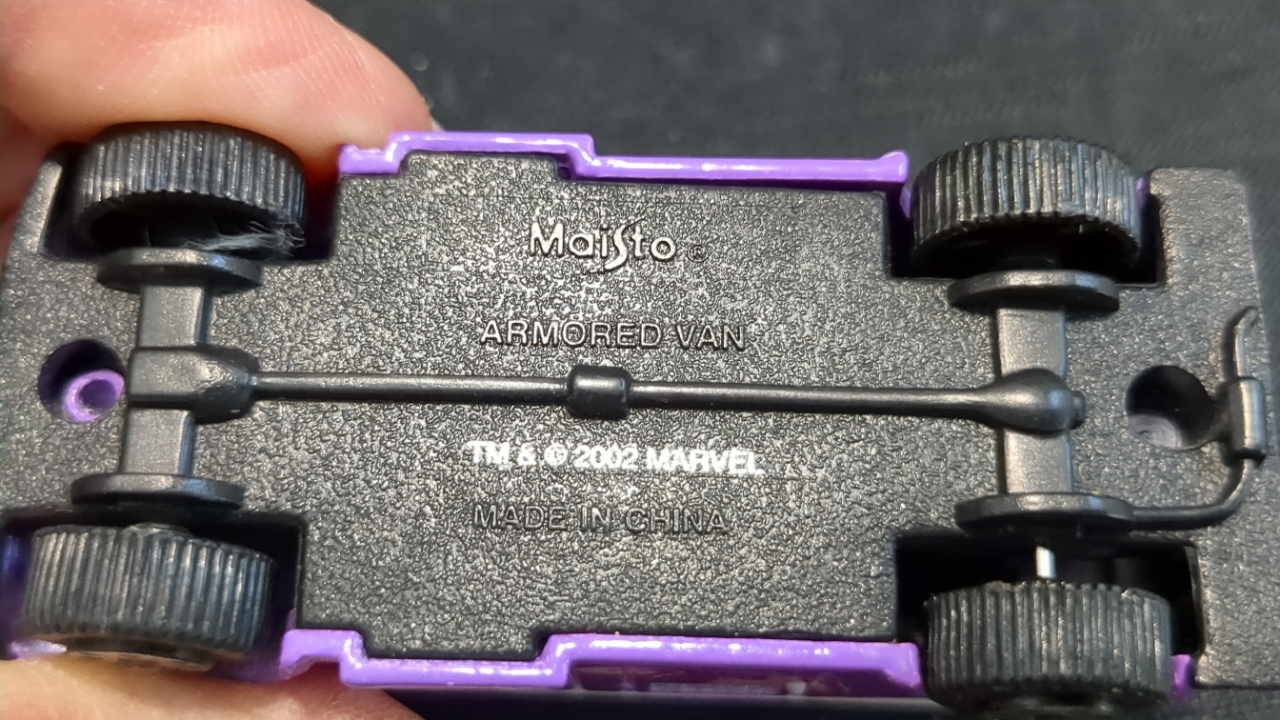 Maisto ®
ARMORED VAN
TM & © 2002 MARVEL
MADE IN CHINA